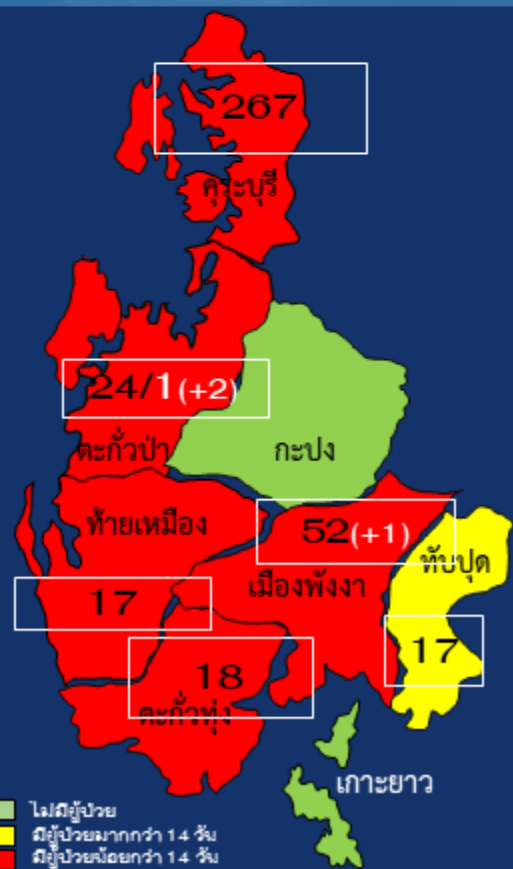 267
คุระบุรี
24/1(+2)
ตะกั่วป่า
กะปง
ท้ายเหมือง
52(+1)
ทับปุด
เมืองพังงา
17
17
18
ตะกั่วทุ่ง
เกาะยาว
ไม่มีผู้ป่วย
มีผู้ป่วยมากกว่า 14 วัน
มีผู้ป่วยน้อยกว่า 14 วัน